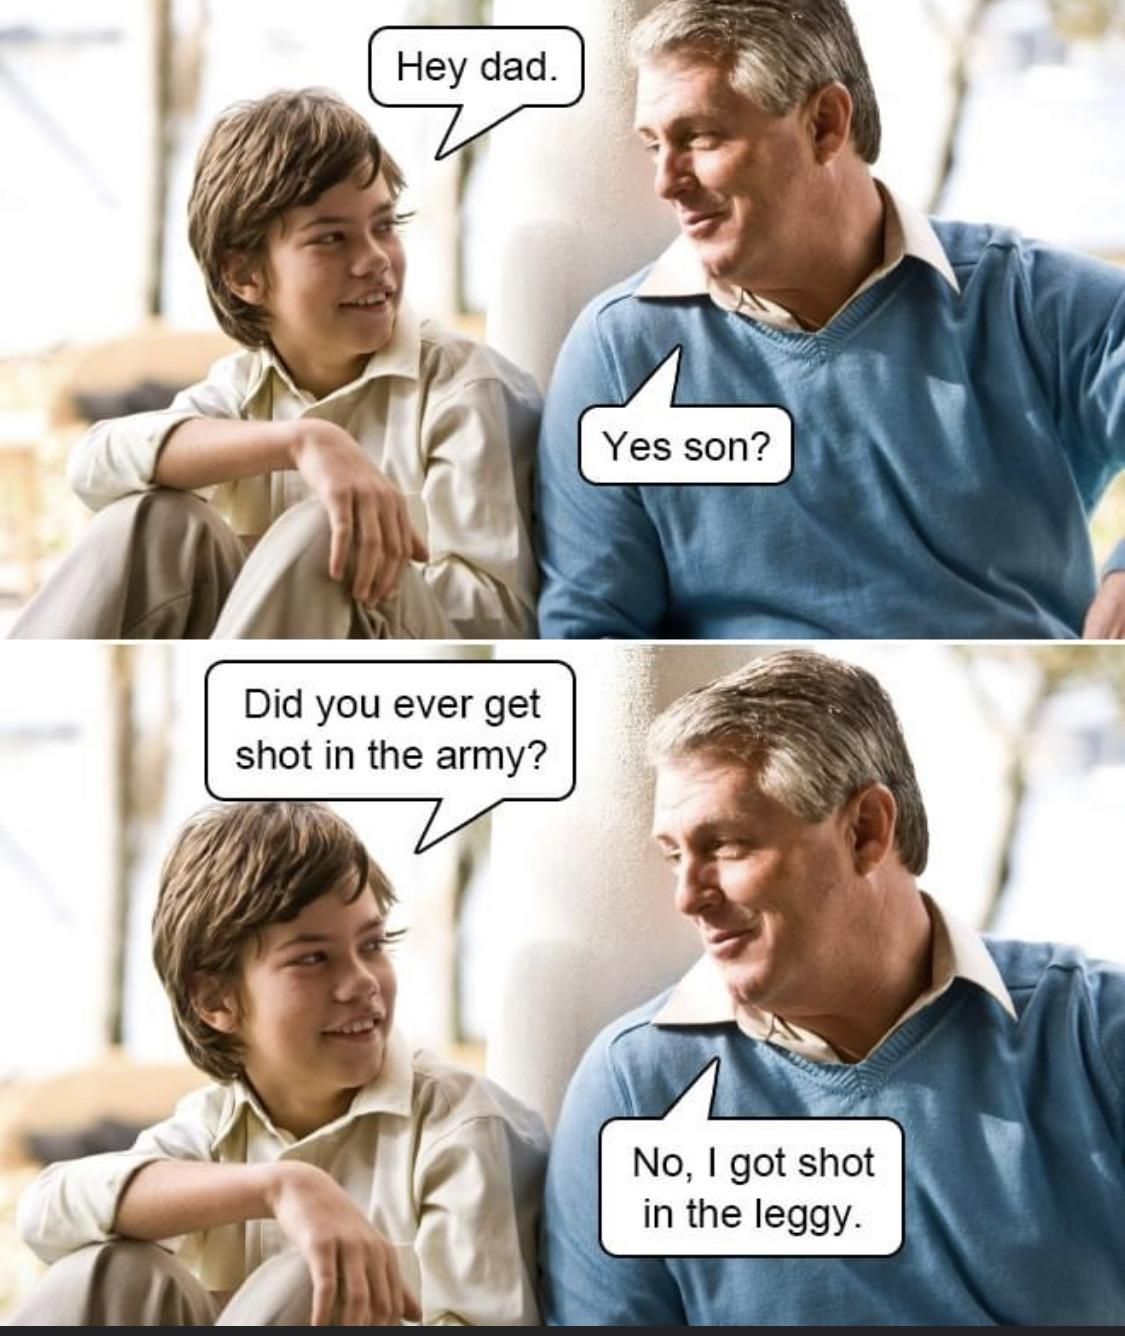 Hey dad.
Yes son?
Did you ever get
shot in the army?
No, I got shot
in the leggy.